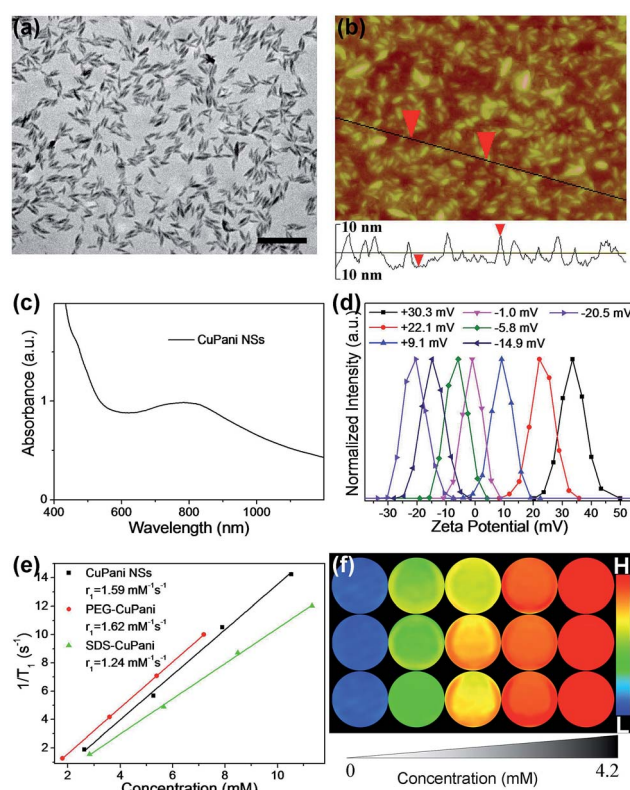 (a)
(b)
10 nm
10 nm
(c)
CuPani NSs
Absorbance (a.u.)
1
0
400 600 800 1000
Wavelength (nm)
(d)
+30.3 mV -1.0 mV -20.5 mV
+22.1 mV -5.8 mV
+9.1 mV -14.9 mV
Normalized Intensity (a.u.)
-30 -20 -10 0 10 20 30 40 50
Zeta Potential (mV)
(e)
CuPani NSs
r₁=1.59 mM⁻¹s⁻¹
PEG-CuPani
r₁=1.62 mM⁻¹s⁻¹
SDS-CuPani
r₁=1.24 mM⁻¹s⁻¹
1/T₁ (s⁻¹)
14
12
10
8
6
4
2
2 4 6 8 10
Concentration (mM)
(f)
H
L
0 Concentration (mM) 4.2